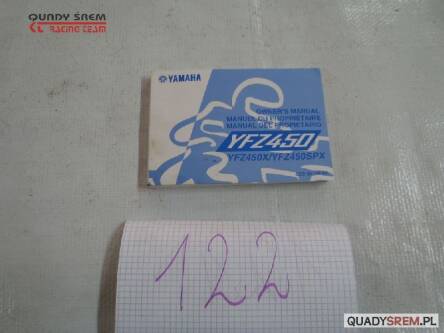 QUADY ŚREM
RACING TEAM
YAMAHA
OWNER'S MANUAL
MANUEL DU PROPRIETAIRE
MANUAL DEL PROPIETARIO
YFZ450
YFZ450X/YFZ450SPX
122
QUADYSREM.PL